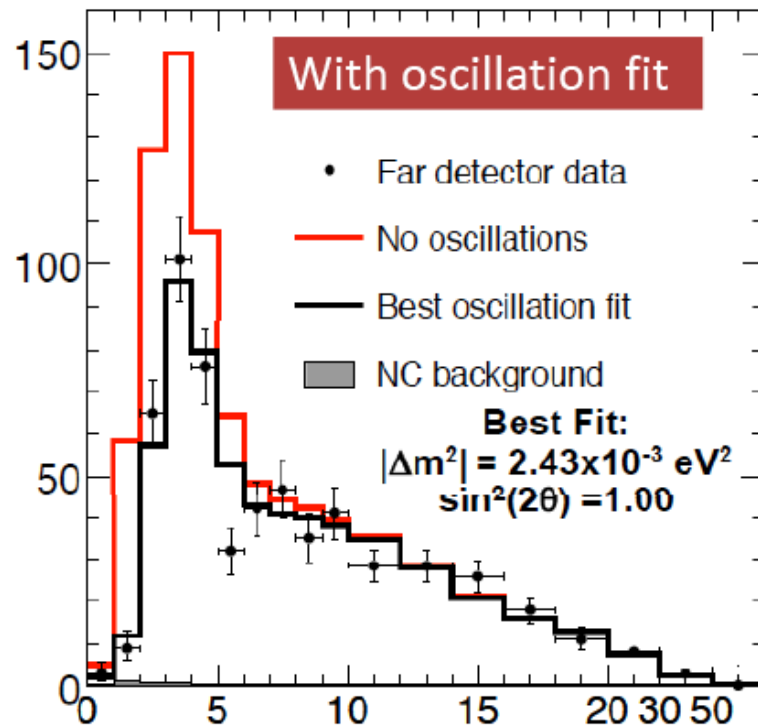 With oscillation fit
Far detector data
No oscillations
Best oscillation fit
NC background
Best Fit:
|Δm²| = 2.43x10⁻³ eV²
sin²(2θ) =1.00
150
100
50
0
0 5 10 15 20 30 50